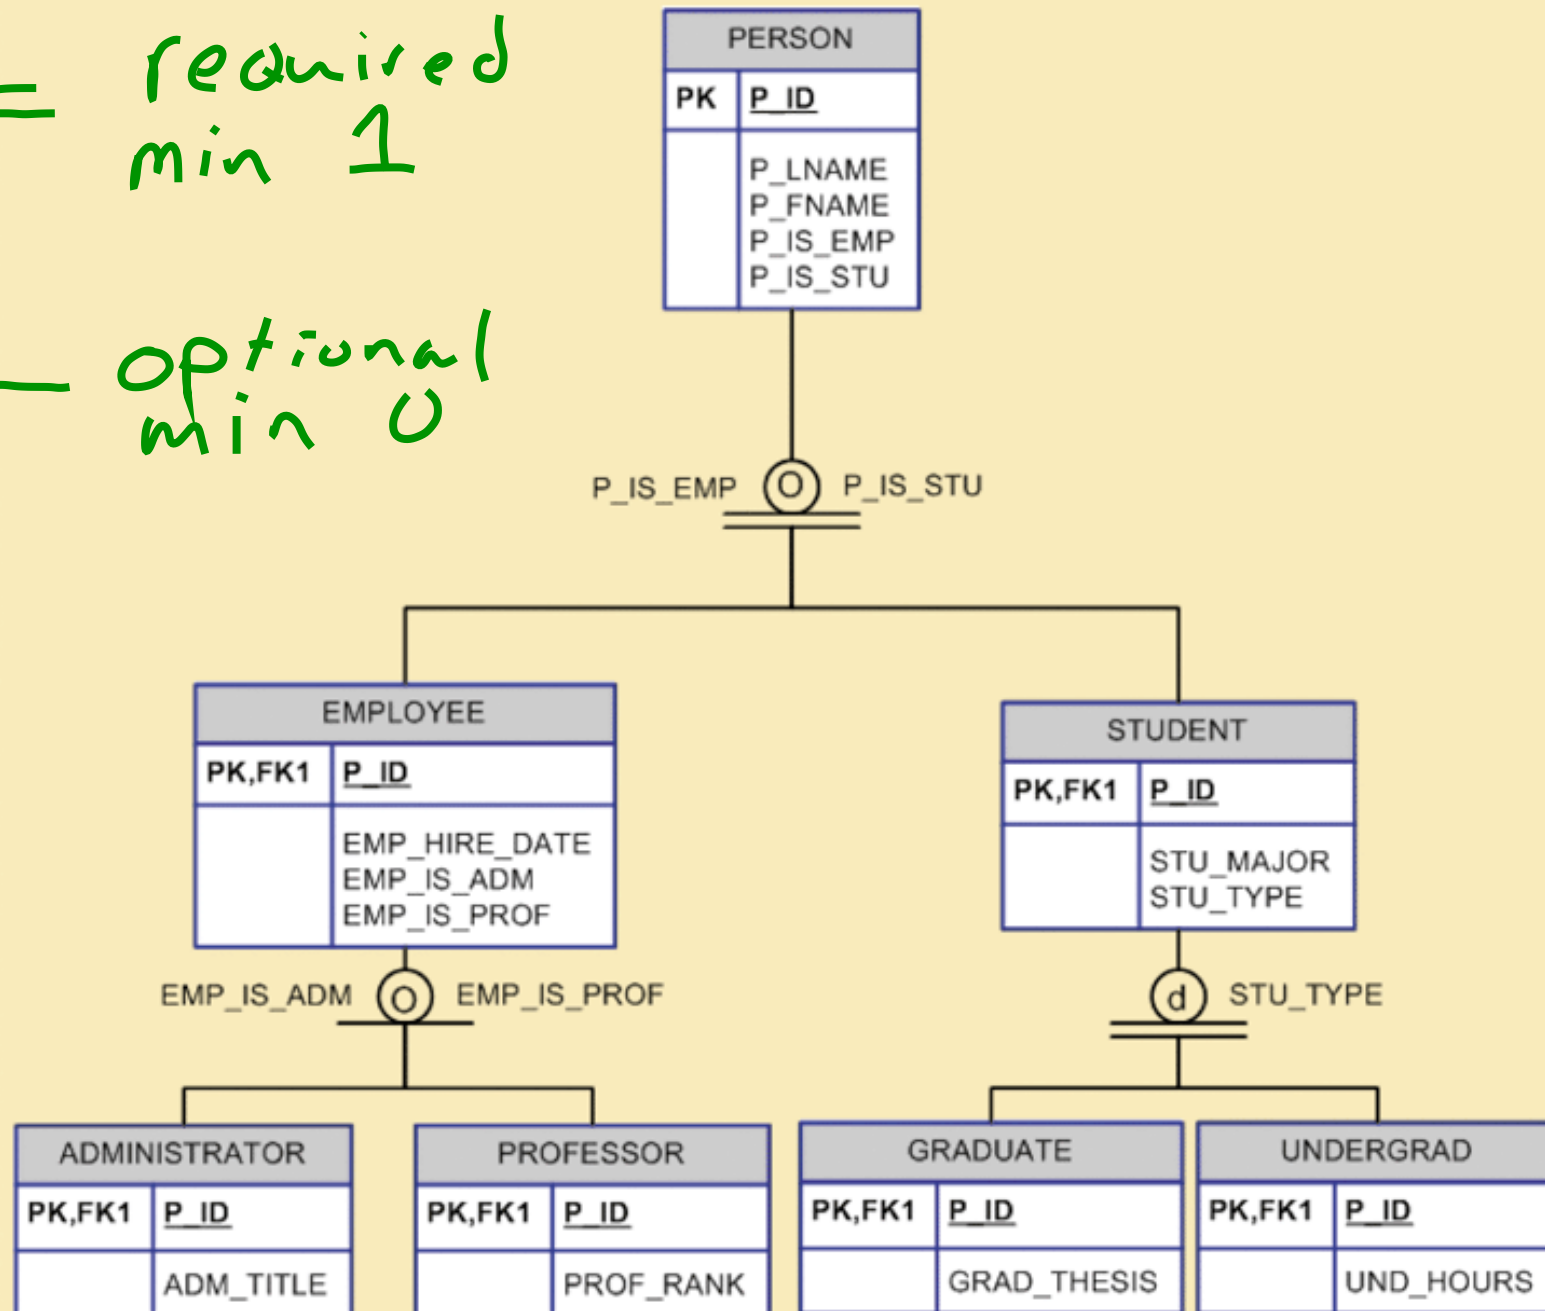 = required
min 1
— optional
min 0
PERSON
PK P_ID
P_LNAME
P_FNAME
P_IS_EMP
P_IS_STU
P_IS_EMP O P_IS_STU
EMPLOYEE
PK,FK1 P_ID
EMP_HIRE_DATE
EMP_IS_ADM
EMP_IS_PROF
STUDENT
PK,FK1 P_ID
STU_MAJOR
STU_TYPE
EMP_IS_ADM O EMP_IS_PROF
d STU_TYPE
ADMINISTRATOR
PK,FK1 P_ID
ADM_TITLE
PROFESSOR
PK,FK1 P_ID
PROF_RANK
GRADUATE
PK,FK1 P_ID
GRAD_THESIS
UNDERGRAD
PK,FK1 P_ID
UND_HOURS